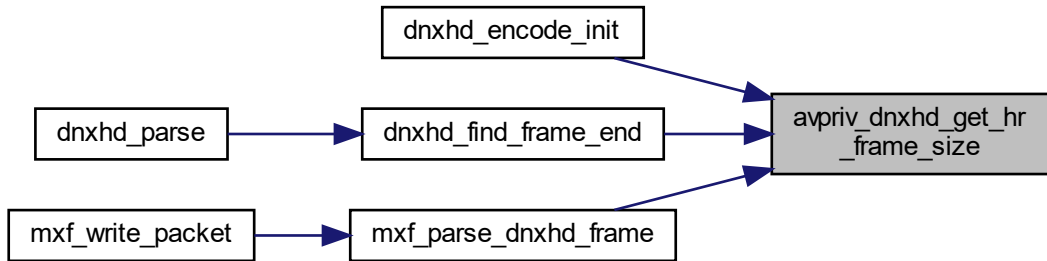 dnxhd_encode_init
dnxhd_parse
dnxhd_find_frame_end
avpriv_dnxhd_get_hr
_frame_size
mxf_write_packet
mxf_parse_dnxhd_frame